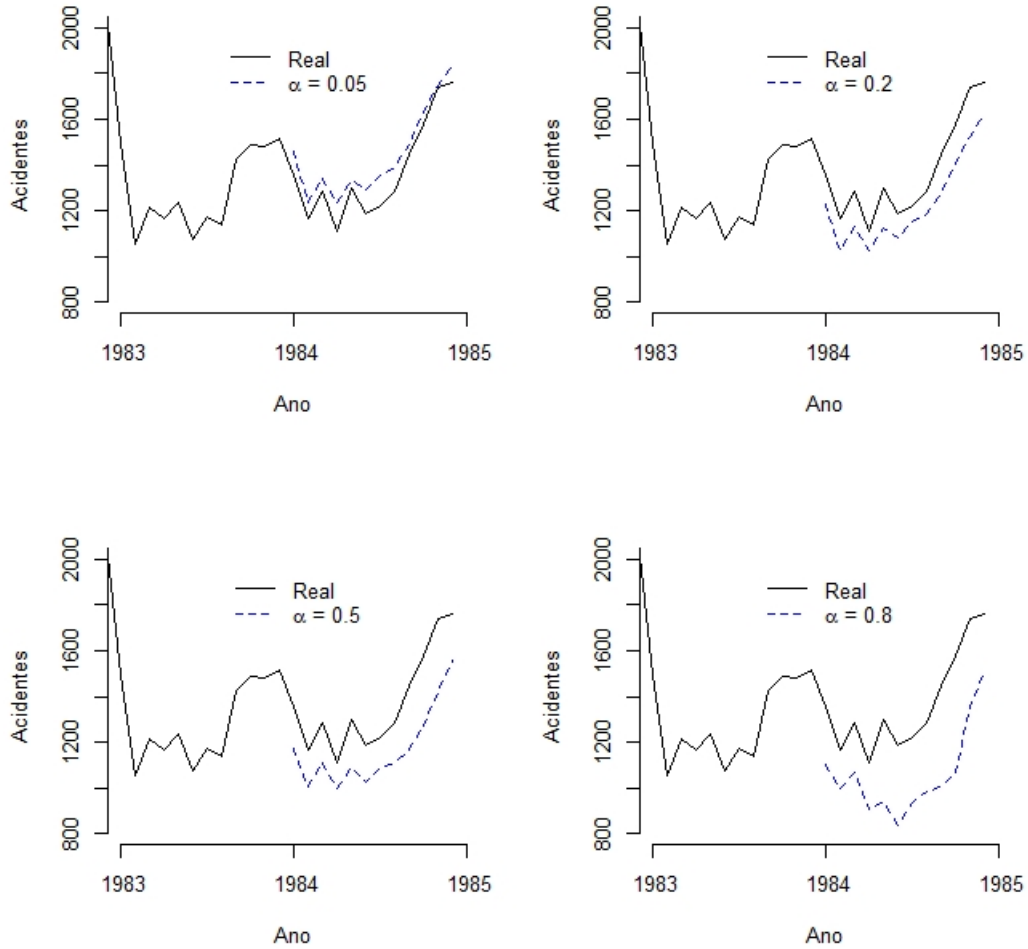 Real
α = 0.05
Acidentes
800
1200
1600
2000
1983
1984
1985
Ano
Real
α = 0.2
Acidentes
800
1200
1600
2000
1983
1984
1985
Ano
Real
α = 0.5
Acidentes
800
1200
1600
2000
1983
1984
1985
Ano
Real
α = 0.8
Acidentes
800
1200
1600
2000
1983
1984
1985
Ano